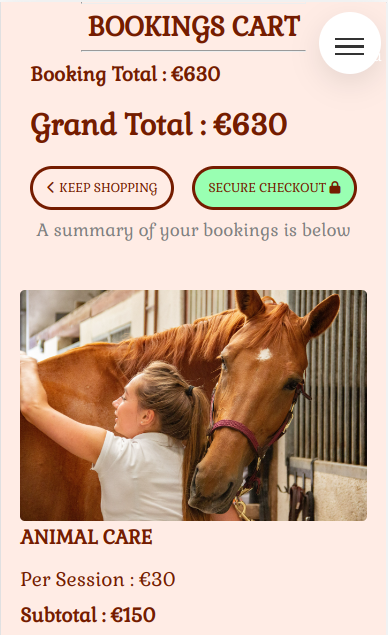 BOOKINGS CART
Booking Total : €630
Grand Total : €630
KEEP SHOPPING
SECURE CHECKOUT
A summary of your bookings is below
ANIMAL CARE
Per Session : €30
Subtotal : €150